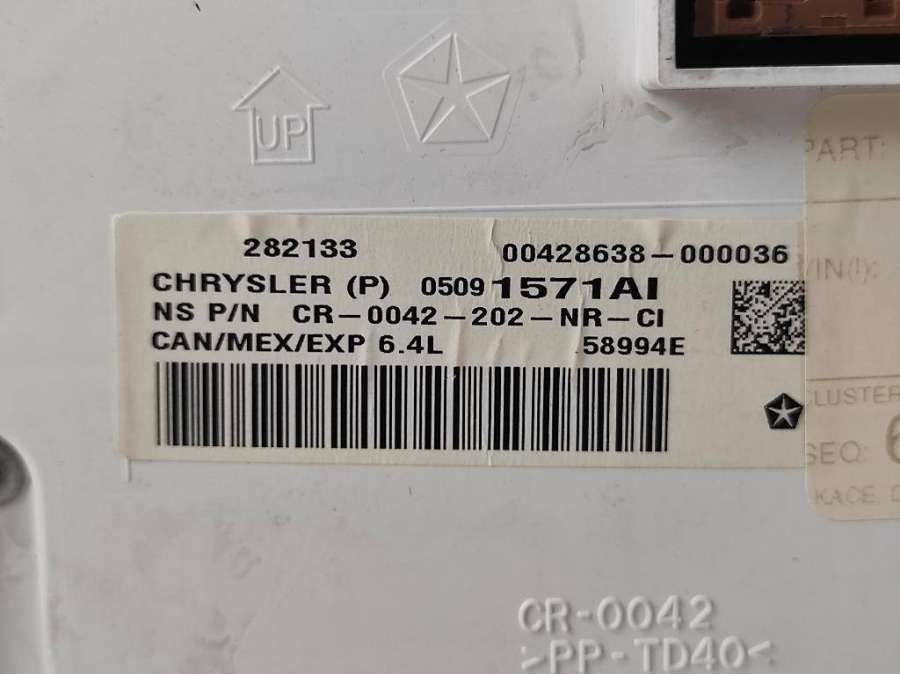 UP
282133 00428638-000036
CHRYSLER (P) 05091571AI
NS P/N CR-0042-202-NR-CI
CAN/MEX/EXP 6.4L 58994E
PART:
VIN(!):
CLUSTER
SEQ: 6
CR-0042
>PP-TD40<